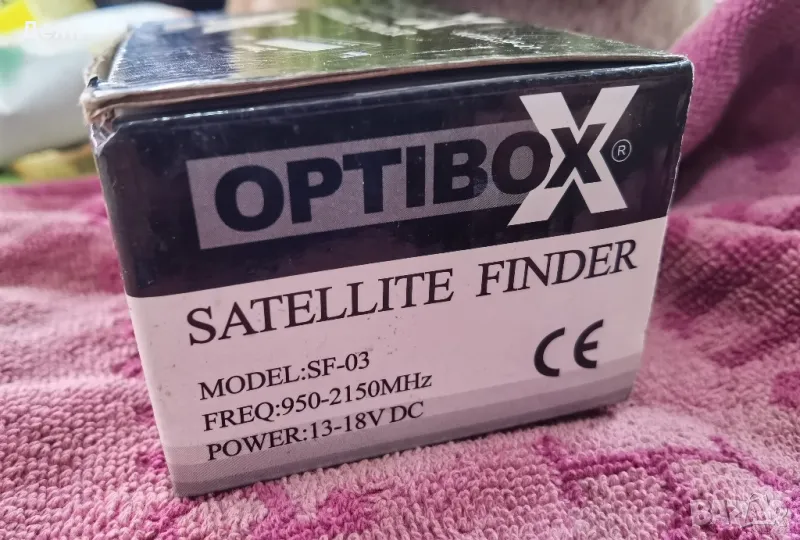 OPTIBOX ®
SATELLITE FINDER
MODEL:SF-03
FREQ:950-2150MHz
POWER:13-18V DC
CE